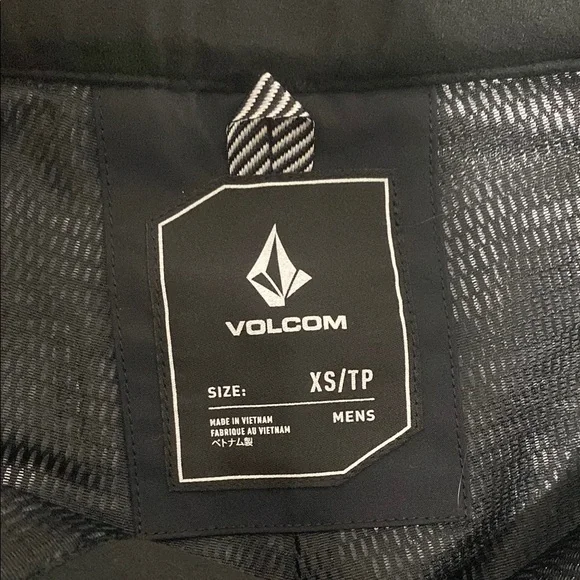 VOLCOM
SIZE: XS/TP
MADE IN VIETNAM MENS
FABRIQUE AU VIETNAM
ベトナム製